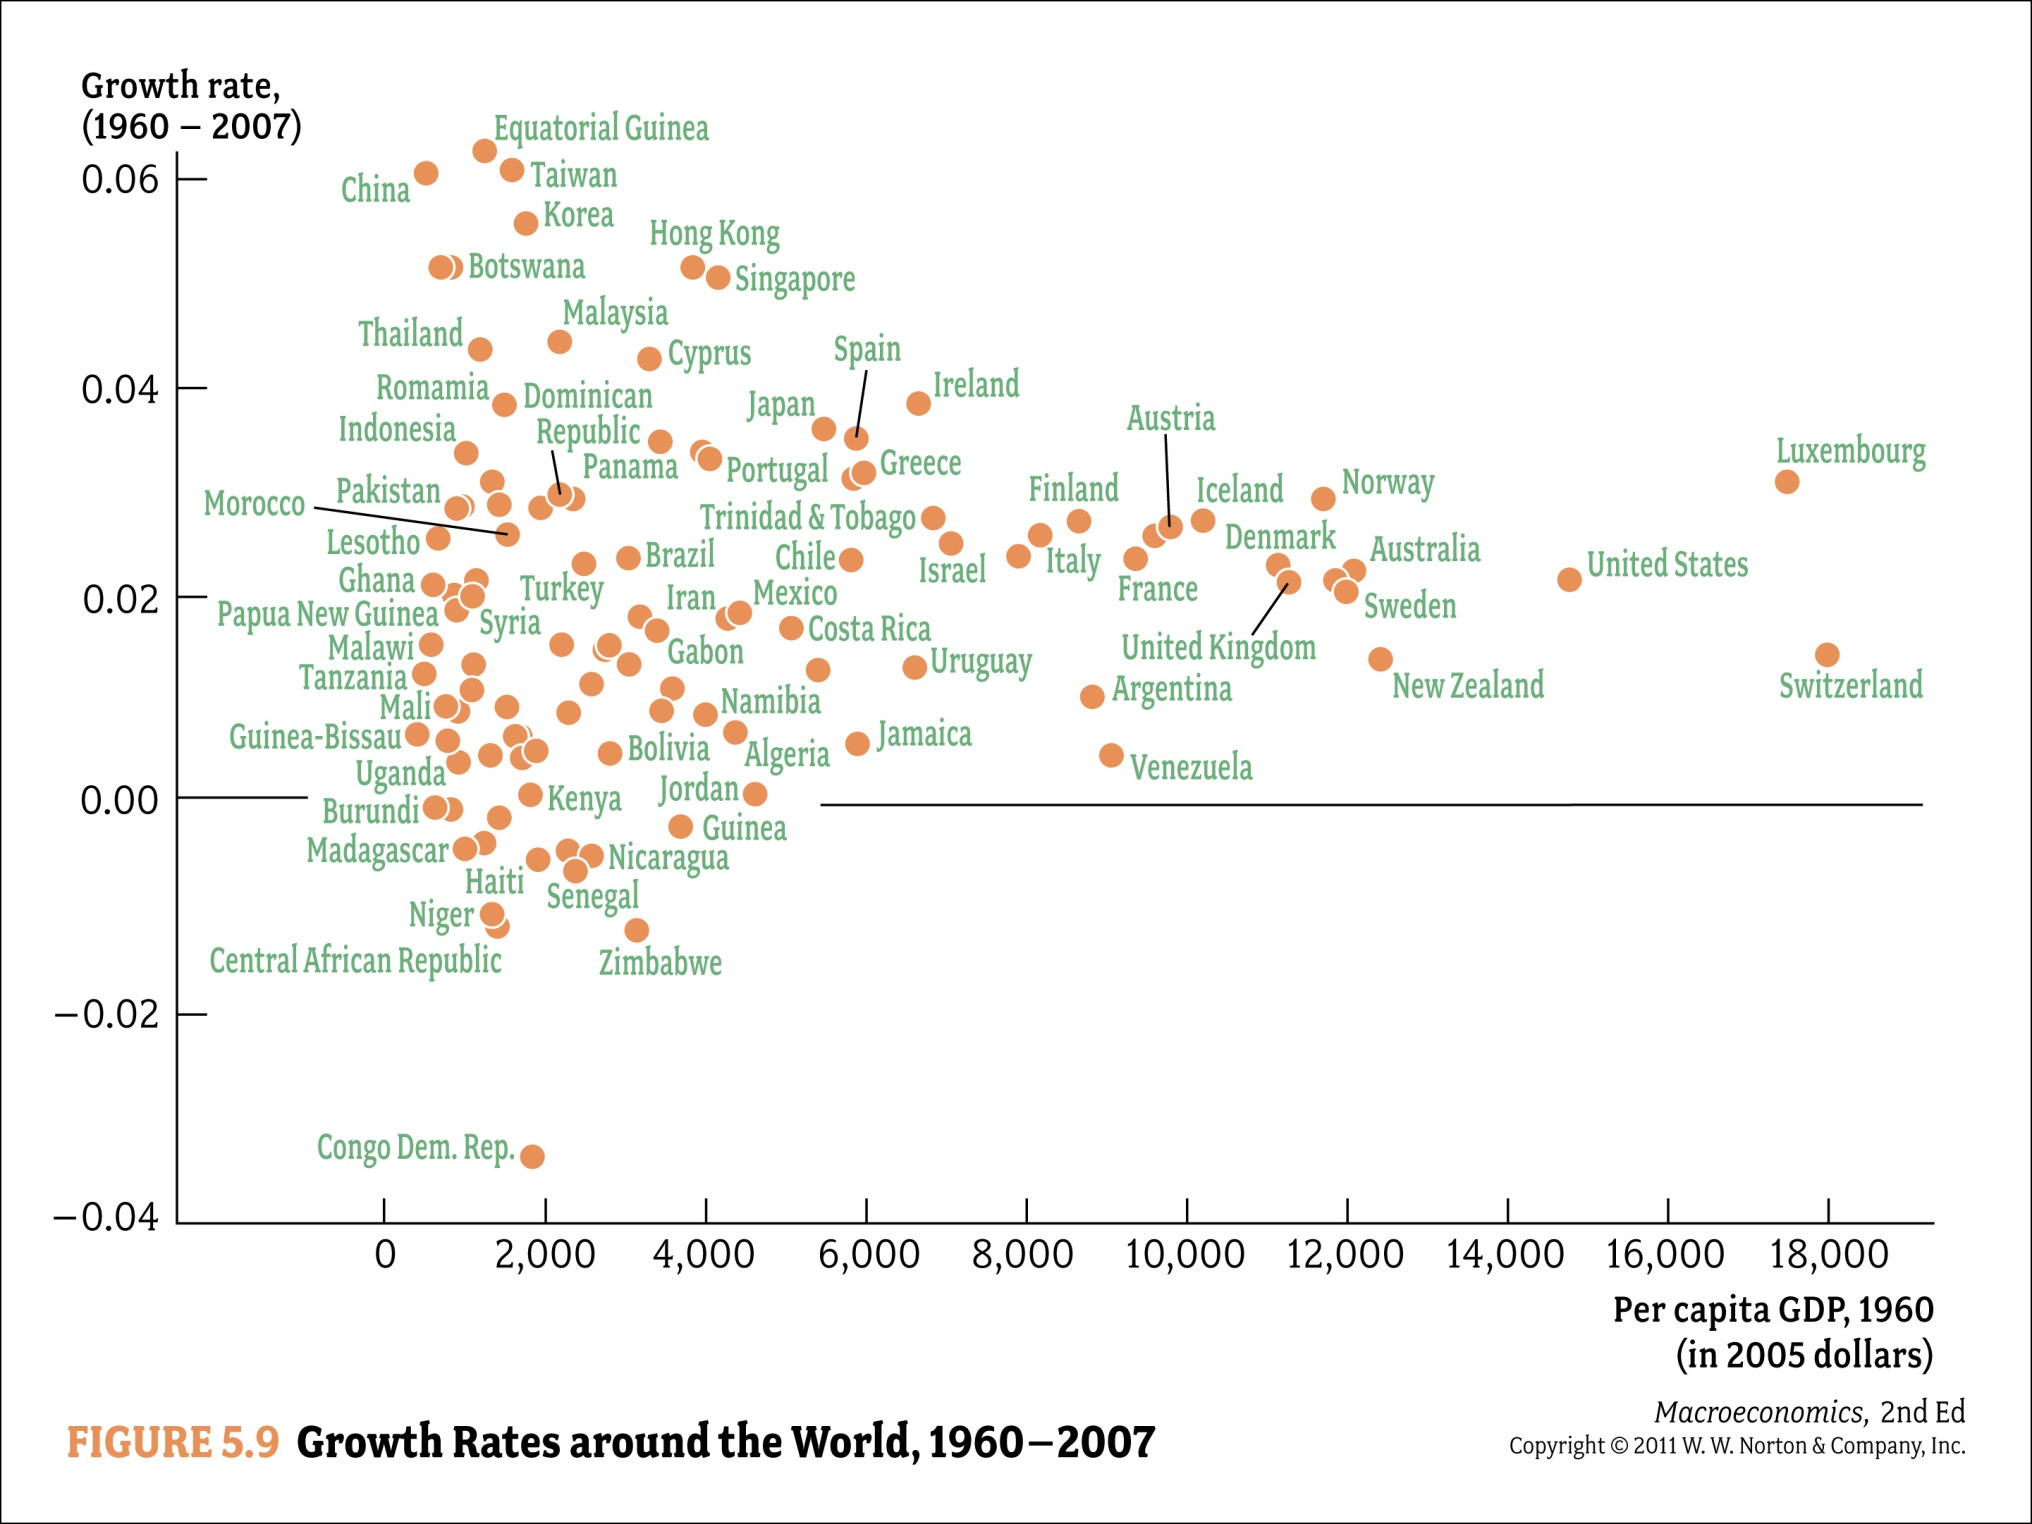 Growth rate,
(1960 – 2007)
0.06
0.04
0.02
0.00
−0.02
−0.04
Equatorial Guinea
China
Taiwan
Korea
Hong Kong
Botswana
Singapore
Malaysia
Thailand
Cyprus
Spain
Romamia
Dominican
Republic
Japan
Ireland
Indonesia
Panama
Portugal
Greece
Austria
Luxembourg
Morocco
Pakistan
Trinidad & Tobago
Finland
Iceland
Norway
Lesotho
Brazil
Chile
Israel
Italy
Denmark
Australia
United States
Ghana
Turkey
Iran
Mexico
France
Sweden
Papua New Guinea
Syria
Costa Rica
Malawi
Gabon
Uruguay
United Kingdom
Tanzania
Argentina
New Zealand
Switzerland
Mali
Namibia
Guinea-Bissau
Bolivia
Algeria
Jamaica
Venezuela
Uganda
Jordan
Burundi
Kenya
Guinea
Madagascar
Nicaragua
Haiti
Senegal
Niger
Central African Republic
Zimbabwe
Congo Dem. Rep.
0 2,000 4,000 6,000 8,000 10,000 12,000 14,000 16,000 18,000
Per capita GDP, 1960
(in 2005 dollars)
FIGURE 5.9 Growth Rates around the World, 1960–2007
Macroeconomics, 2nd Ed
Copyright © 2011 W. W. Norton & Company, Inc.